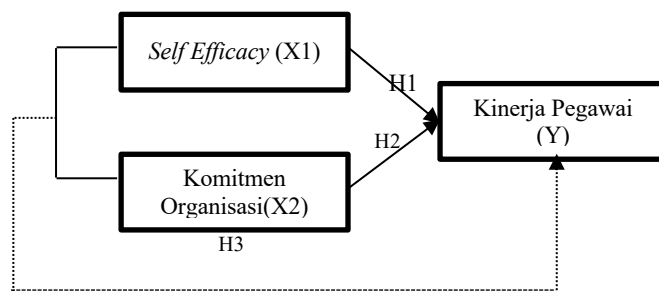 Self Efficacy (X1)
H1
Kinerja Pegawai
(Y)
H2
Komitmen
Organisasi(X2)
H3